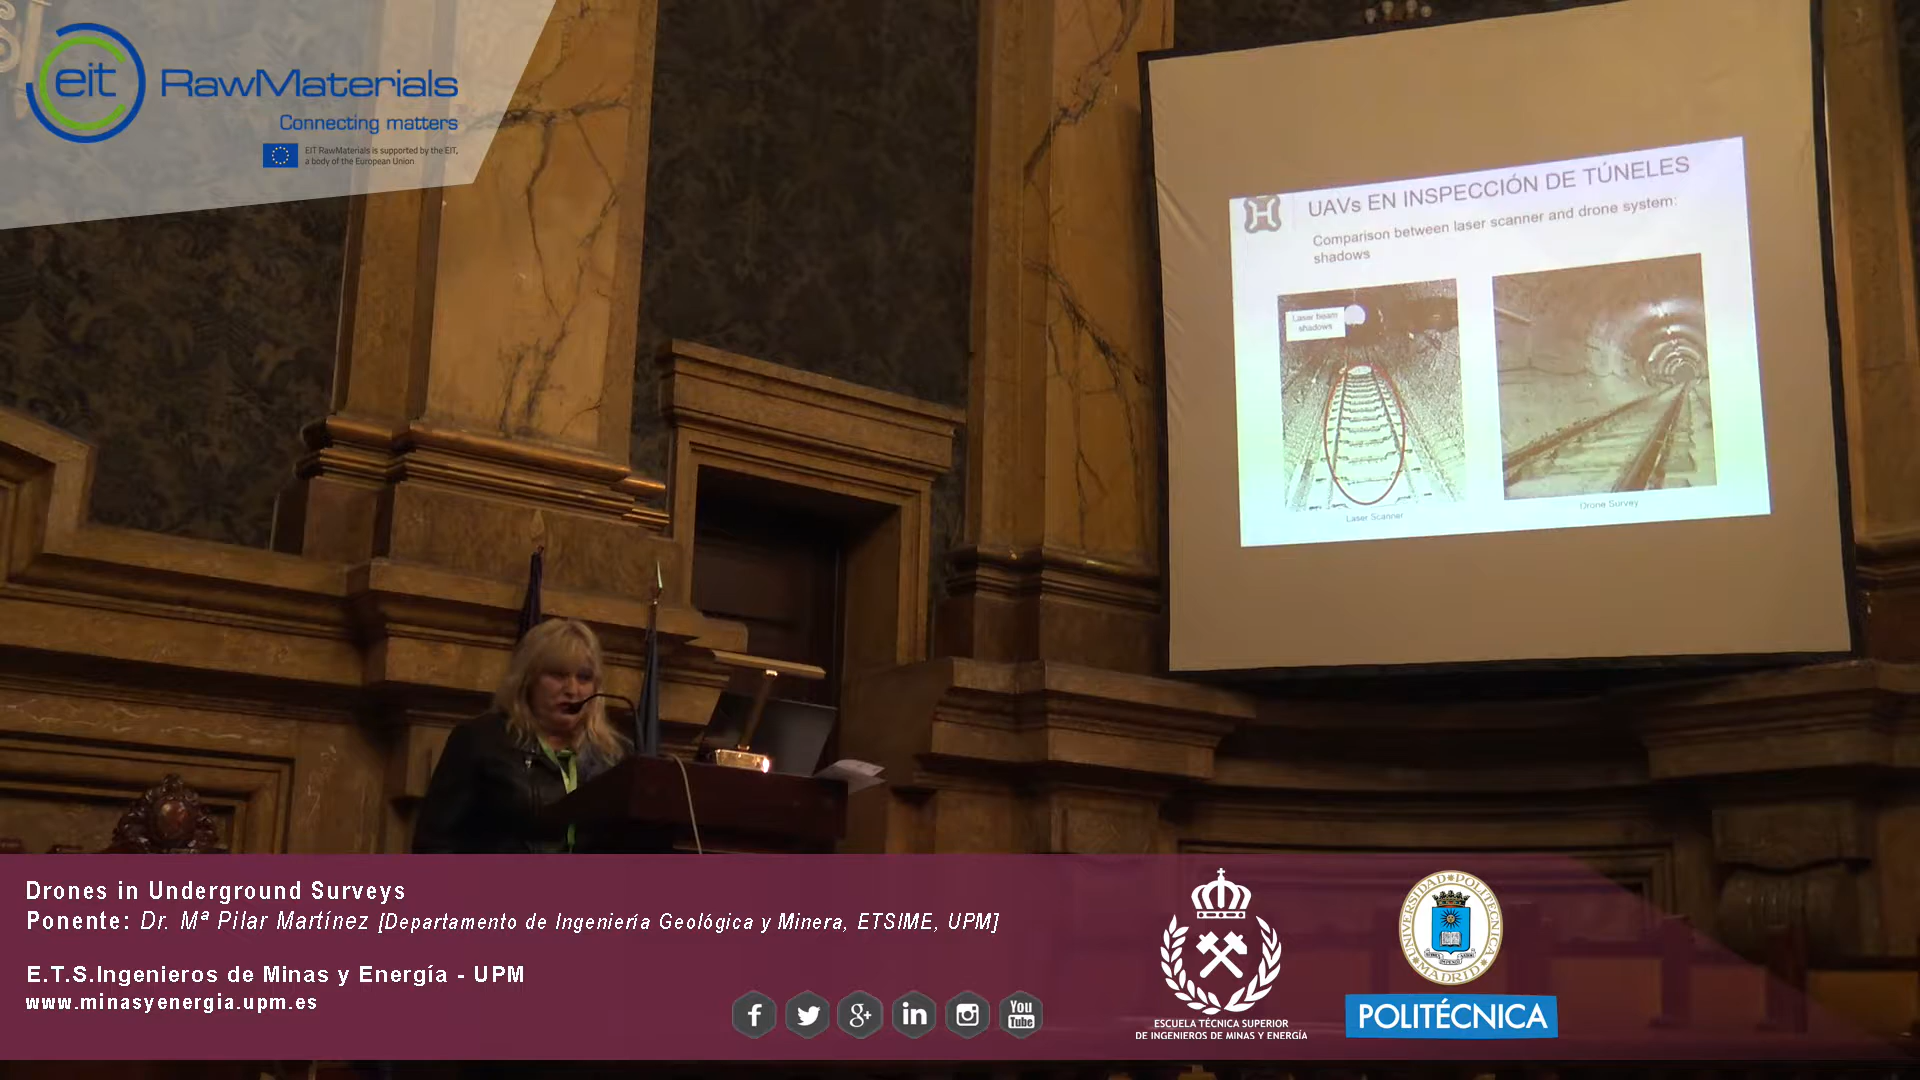 eit RawMaterials
Connecting matters
EIT RawMaterials is supported by the EIT,
a body of the European Union
UAVs EN INSPECCIÓN DE TÚNELES
Comparison between laser scanner and drone system:
shadows
Laser beam
shadows
Laser Scanner
Drone Survey
Drones in Underground Surveys
Ponente: Dr. Mª Pilar Martínez [Departamento de Ingeniería Geológica y Minera, ETSIME, UPM]
E.T.S.Ingenieros de Minas y Energía - UPM
www.minasyenergia.upm.es
f
g+
in
You
Tube
ESCUELA TÉCNICA SUPERIOR
DE INGENIEROS DE MINAS Y ENERGÍA
UNIVERSIDAD POLITÉCNICA
MADRID
POLITÉCNICA